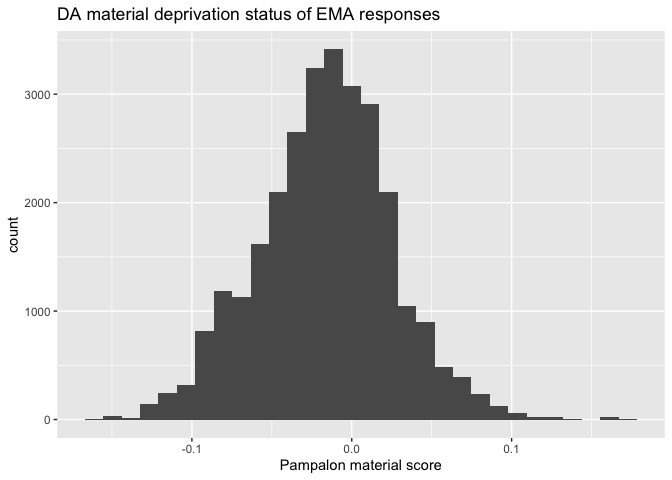 DA material deprivation status of EMA responses
3000
2000
1000
0
count
-0.1
0.0
0.1
Pampalon material score